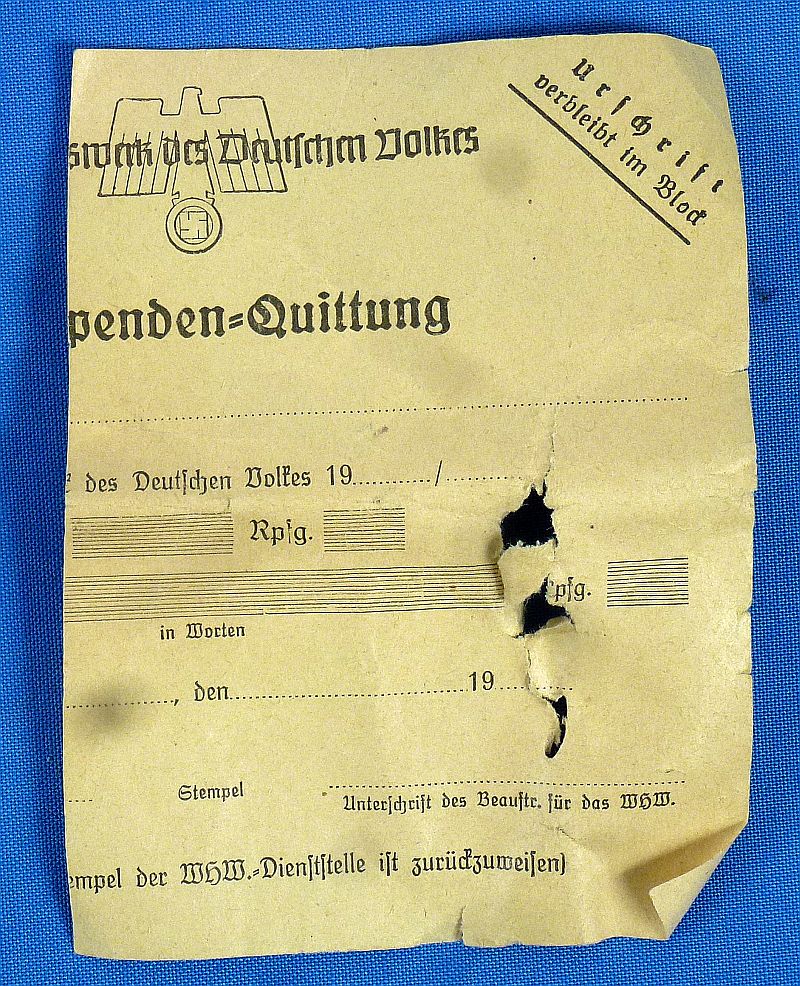 swerk des Deutschen Volkes
Urschrift
verbleibt im Block
penden=Quittung
des Deutschen Volkes 19........../..........
Rpfg.
pfg.
in Worten
........................, den........................................19............
Stempel
Unterschrift des Beauftr. für das WHW.
empel der WHW.=Dienststelle ist zurückzuweisen)